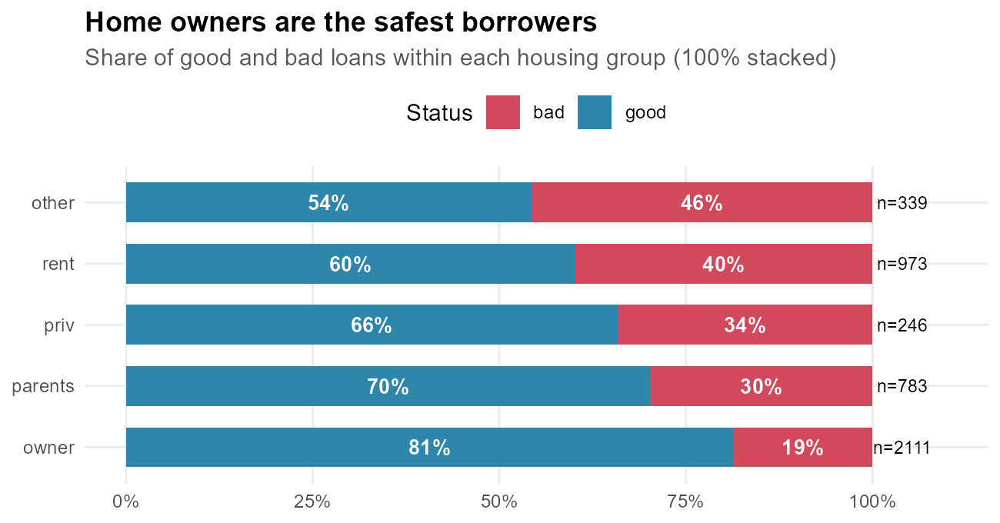 Home owners are the safest borrowers
Share of good and bad loans within each housing group (100% stacked)
Status bad good
other 54% 46% n=339
rent 60% 40% n=973
priv 66% 34% n=246
parents 70% 30% n=783
owner 81% 19% n=2111
0% 25% 50% 75% 100%